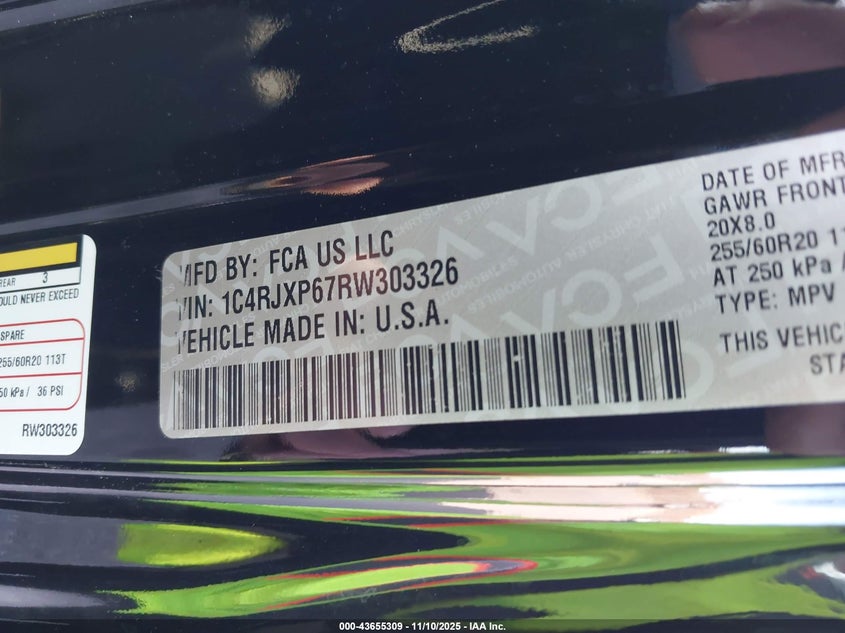 REAR 3
OULD NEVER EXCEED
SPARE
255/60R20 113T
50 kPa / 36 PSI
RW303326
MFD BY: FCA US LLC
VIN: 1C4RJXP67RW303326
VEHICLE MADE IN: U.S.A.
DATE OF MFR
GAWR FRONT
20X8.0
255/60R20 11
AT 250 kPa /
TYPE: MPV
THIS VEHIC
STA
000-43655309 — 11/10/2025 — IAA Inc.